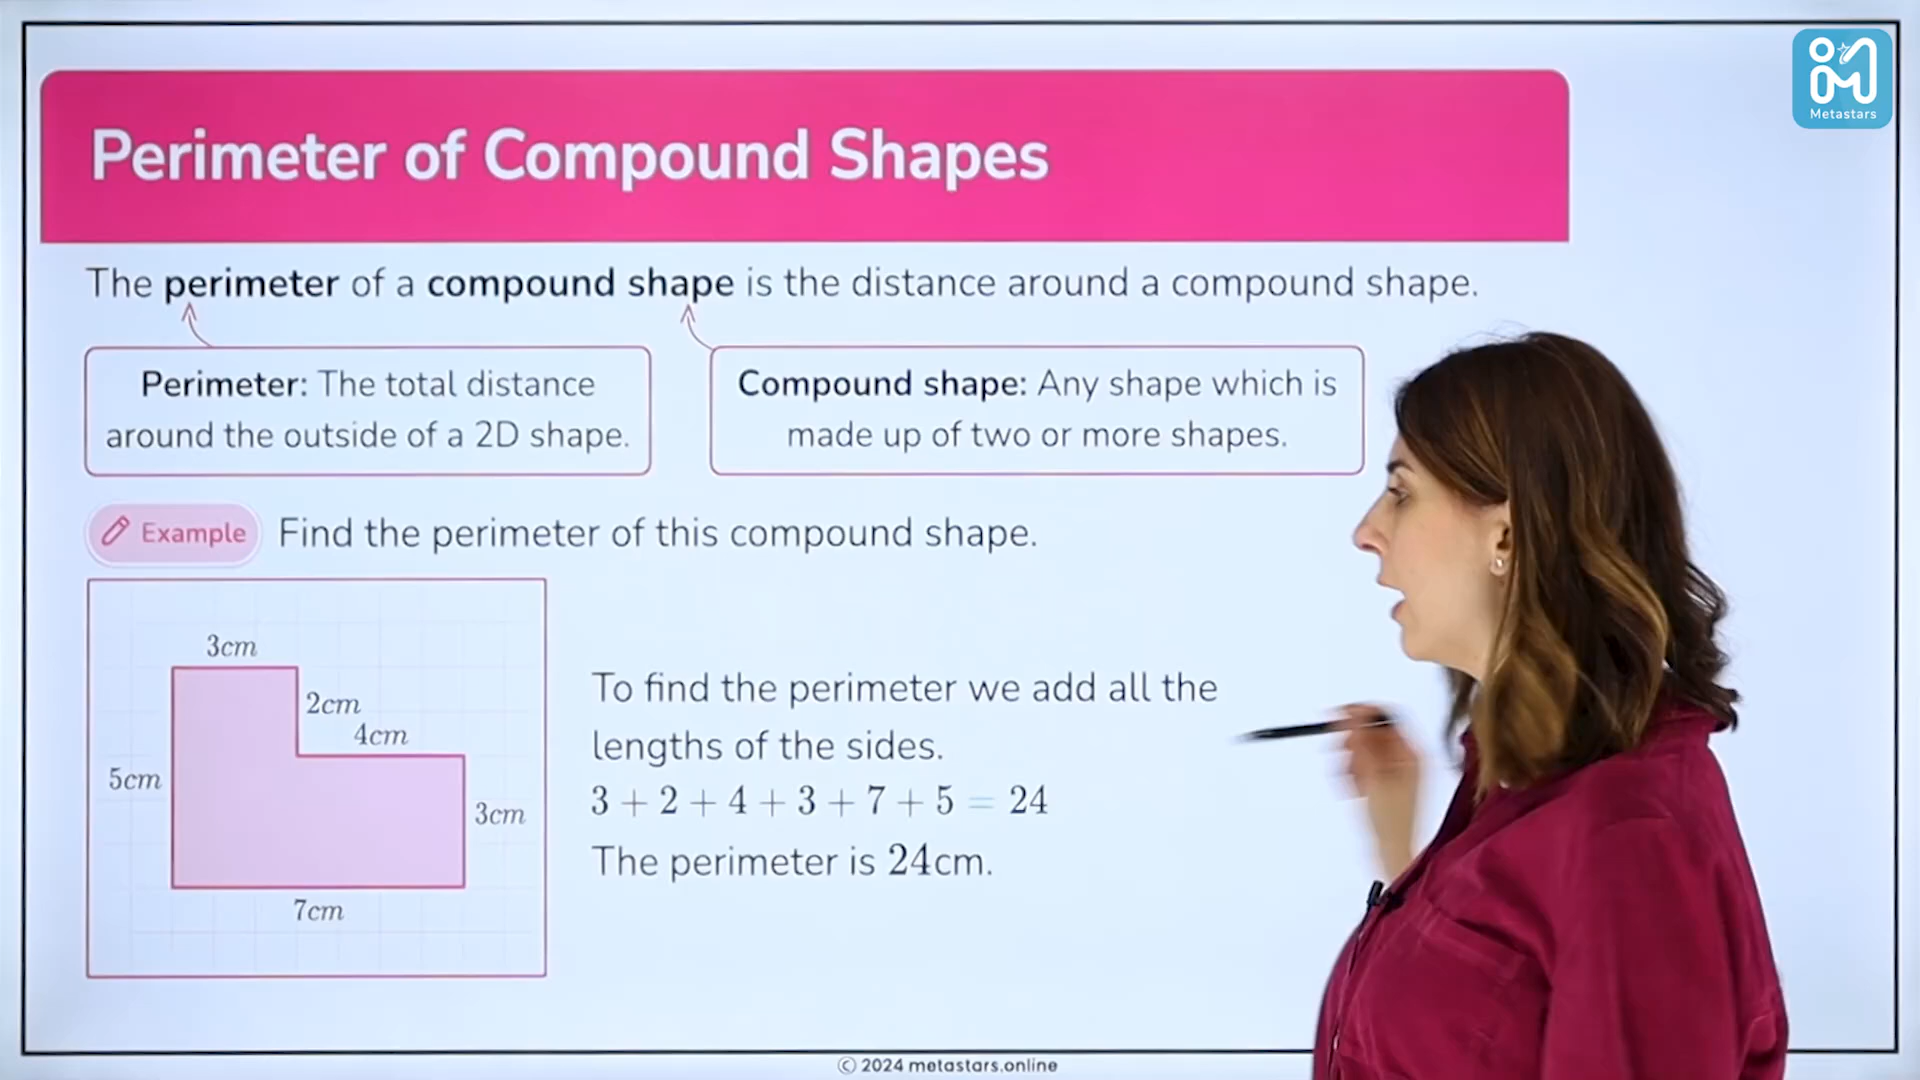 Metastars
Perimeter of Compound Shapes
The perimeter of a compound shape is the distance around a compound shape.
Perimeter: The total distance
around the outside of a 2D shape.
Compound shape: Any shape which is
made up of two or more shapes.
Example Find the perimeter of this compound shape.
3cm
2cm
4cm
5cm
3cm
7cm
To find the perimeter we add all the
lengths of the sides.
3 + 2 + 4 + 3 + 7 + 5 = 24
The perimeter is 24cm.
© 2024 metastars.online